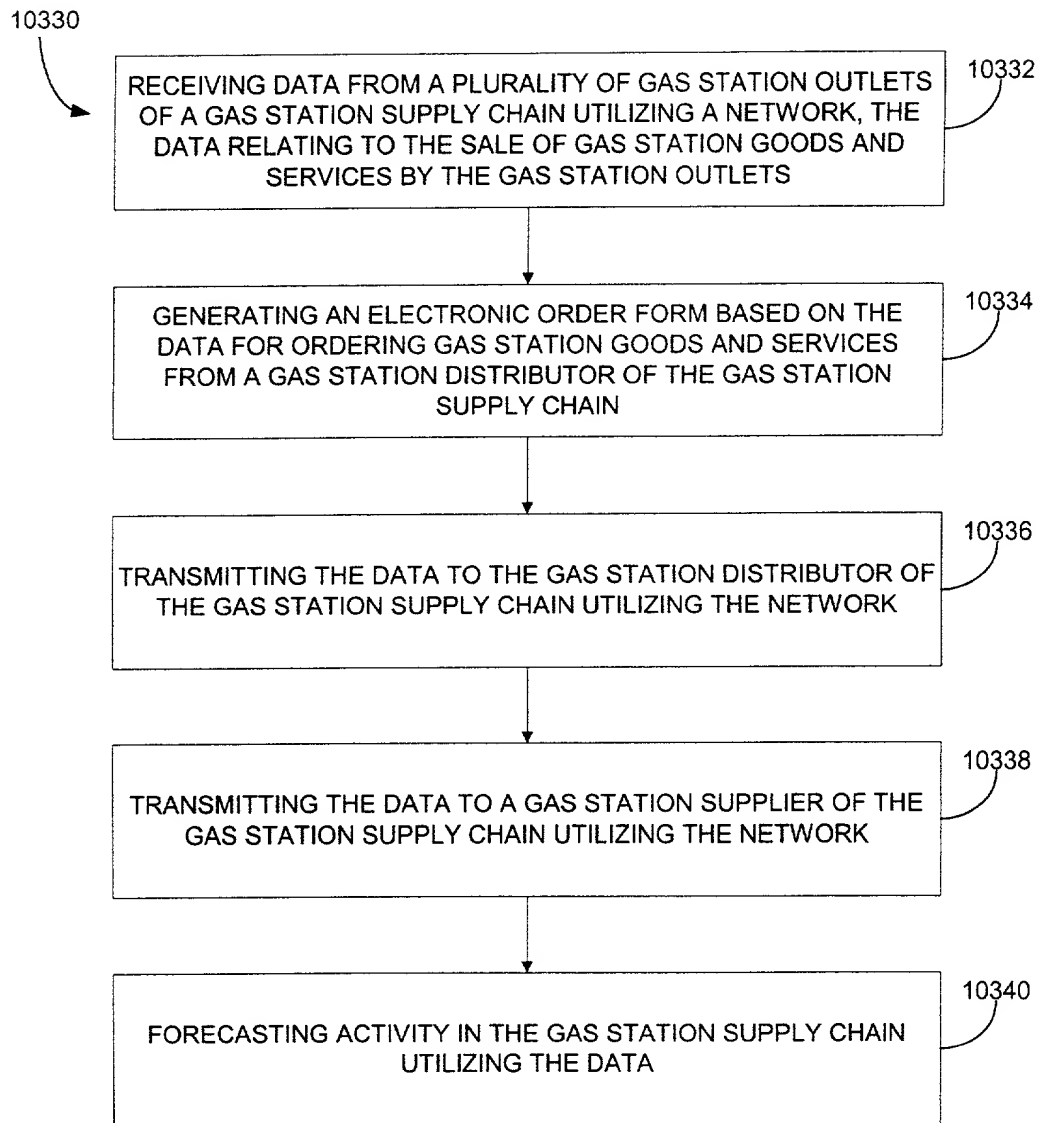 10330
RECEIVING DATA FROM A PLURALITY OF GAS STATION OUTLETS
OF A GAS STATION SUPPLY CHAIN UTILIZING A NETWORK, THE
DATA RELATING TO THE SALE OF GAS STATION GOODS AND
SERVICES BY THE GAS STATION OUTLETS
10332
GENERATING AN ELECTRONIC ORDER FORM BASED ON THE
DATA FOR ORDERING GAS STATION GOODS AND SERVICES
FROM A GAS STATION DISTRIBUTOR OF THE GAS STATION
SUPPLY CHAIN
10334
TRANSMITTING THE DATA TO THE GAS STATION DISTRIBUTOR OF
THE GAS STATION SUPPLY CHAIN UTILIZING THE NETWORK
10336
TRANSMITTING THE DATA TO A GAS STATION SUPPLIER OF THE
GAS STATION SUPPLY CHAIN UTILIZING THE NETWORK
10338
FORECASTING ACTIVITY IN THE GAS STATION SUPPLY CHAIN
UTILIZING THE DATA
10340